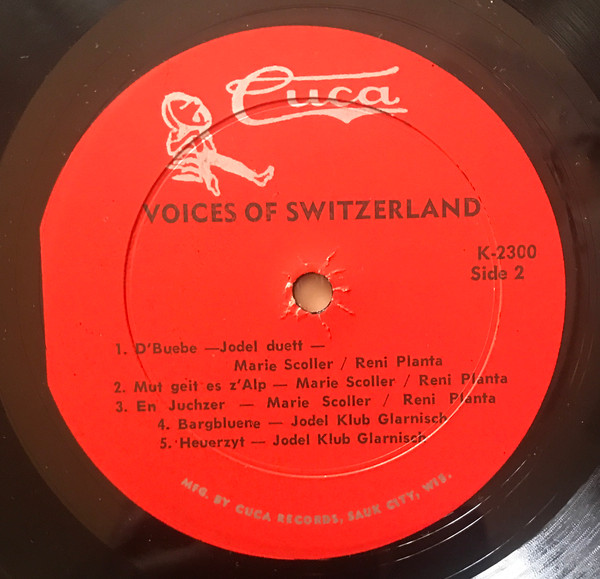 Cuca
VOICES OF SWITZERLAND
K-2300
Side 2
1. D'Buebe —Jodel duett —
Marie Scoller / Reni Planta
2. Mut geit es z'Alp — Marie Scoller / Reni Planta
3. En Juchzer — Marie Scoller / Reni Planta
4. Bargbluene — Jodel Klub Glarnisch
5. Heuerzyt — Jodel Klub Glarnisch
MFG. BY CUCA RECORDS, SAUK CITY, WIS.